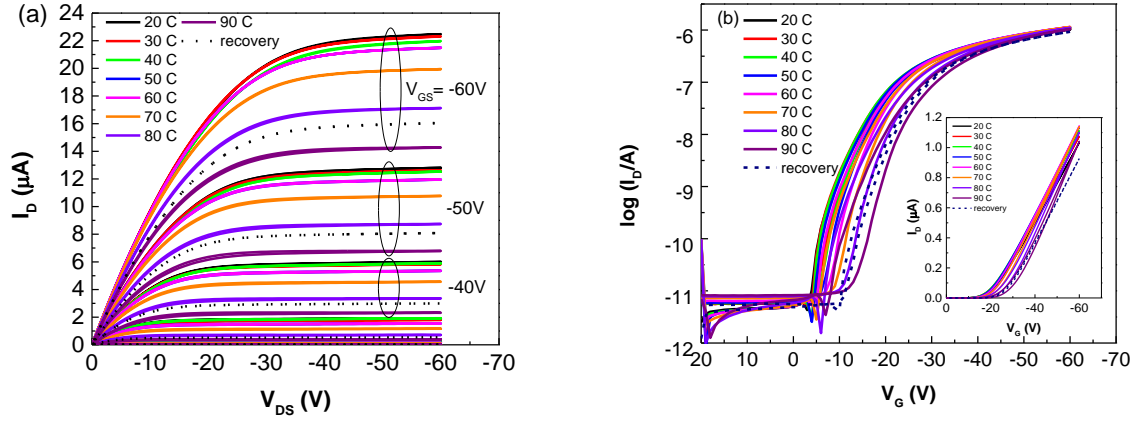 (a)
20 C
90 C
30 C
recovery
40 C
50 C
60 C
70 C
80 C
V_GS= -60V
-50V
-40V
24
22
20
18
16
14
12
10
8
6
4
2
0
I_D (µA)
0 -10 -20 -30 -40 -50 -60 -70
V_DS (V)
(b)
20 C
30 C
40 C
50 C
60 C
70 C
80 C
90 C
recovery
-6
-7
-8
-9
-10
-11
-12
log (I_D/A)
20 10 0 -10 -20 -30 -40 -50 -60 -70
V_G (V)
1.2
1.0
0.8
0.6
0.4
0.2
0.0
I_D (µA)
20 C
30 C
40 C
50 C
60 C
70 C
80 C
90 C
recovery
0 -20 -40 -60
V_G (V)